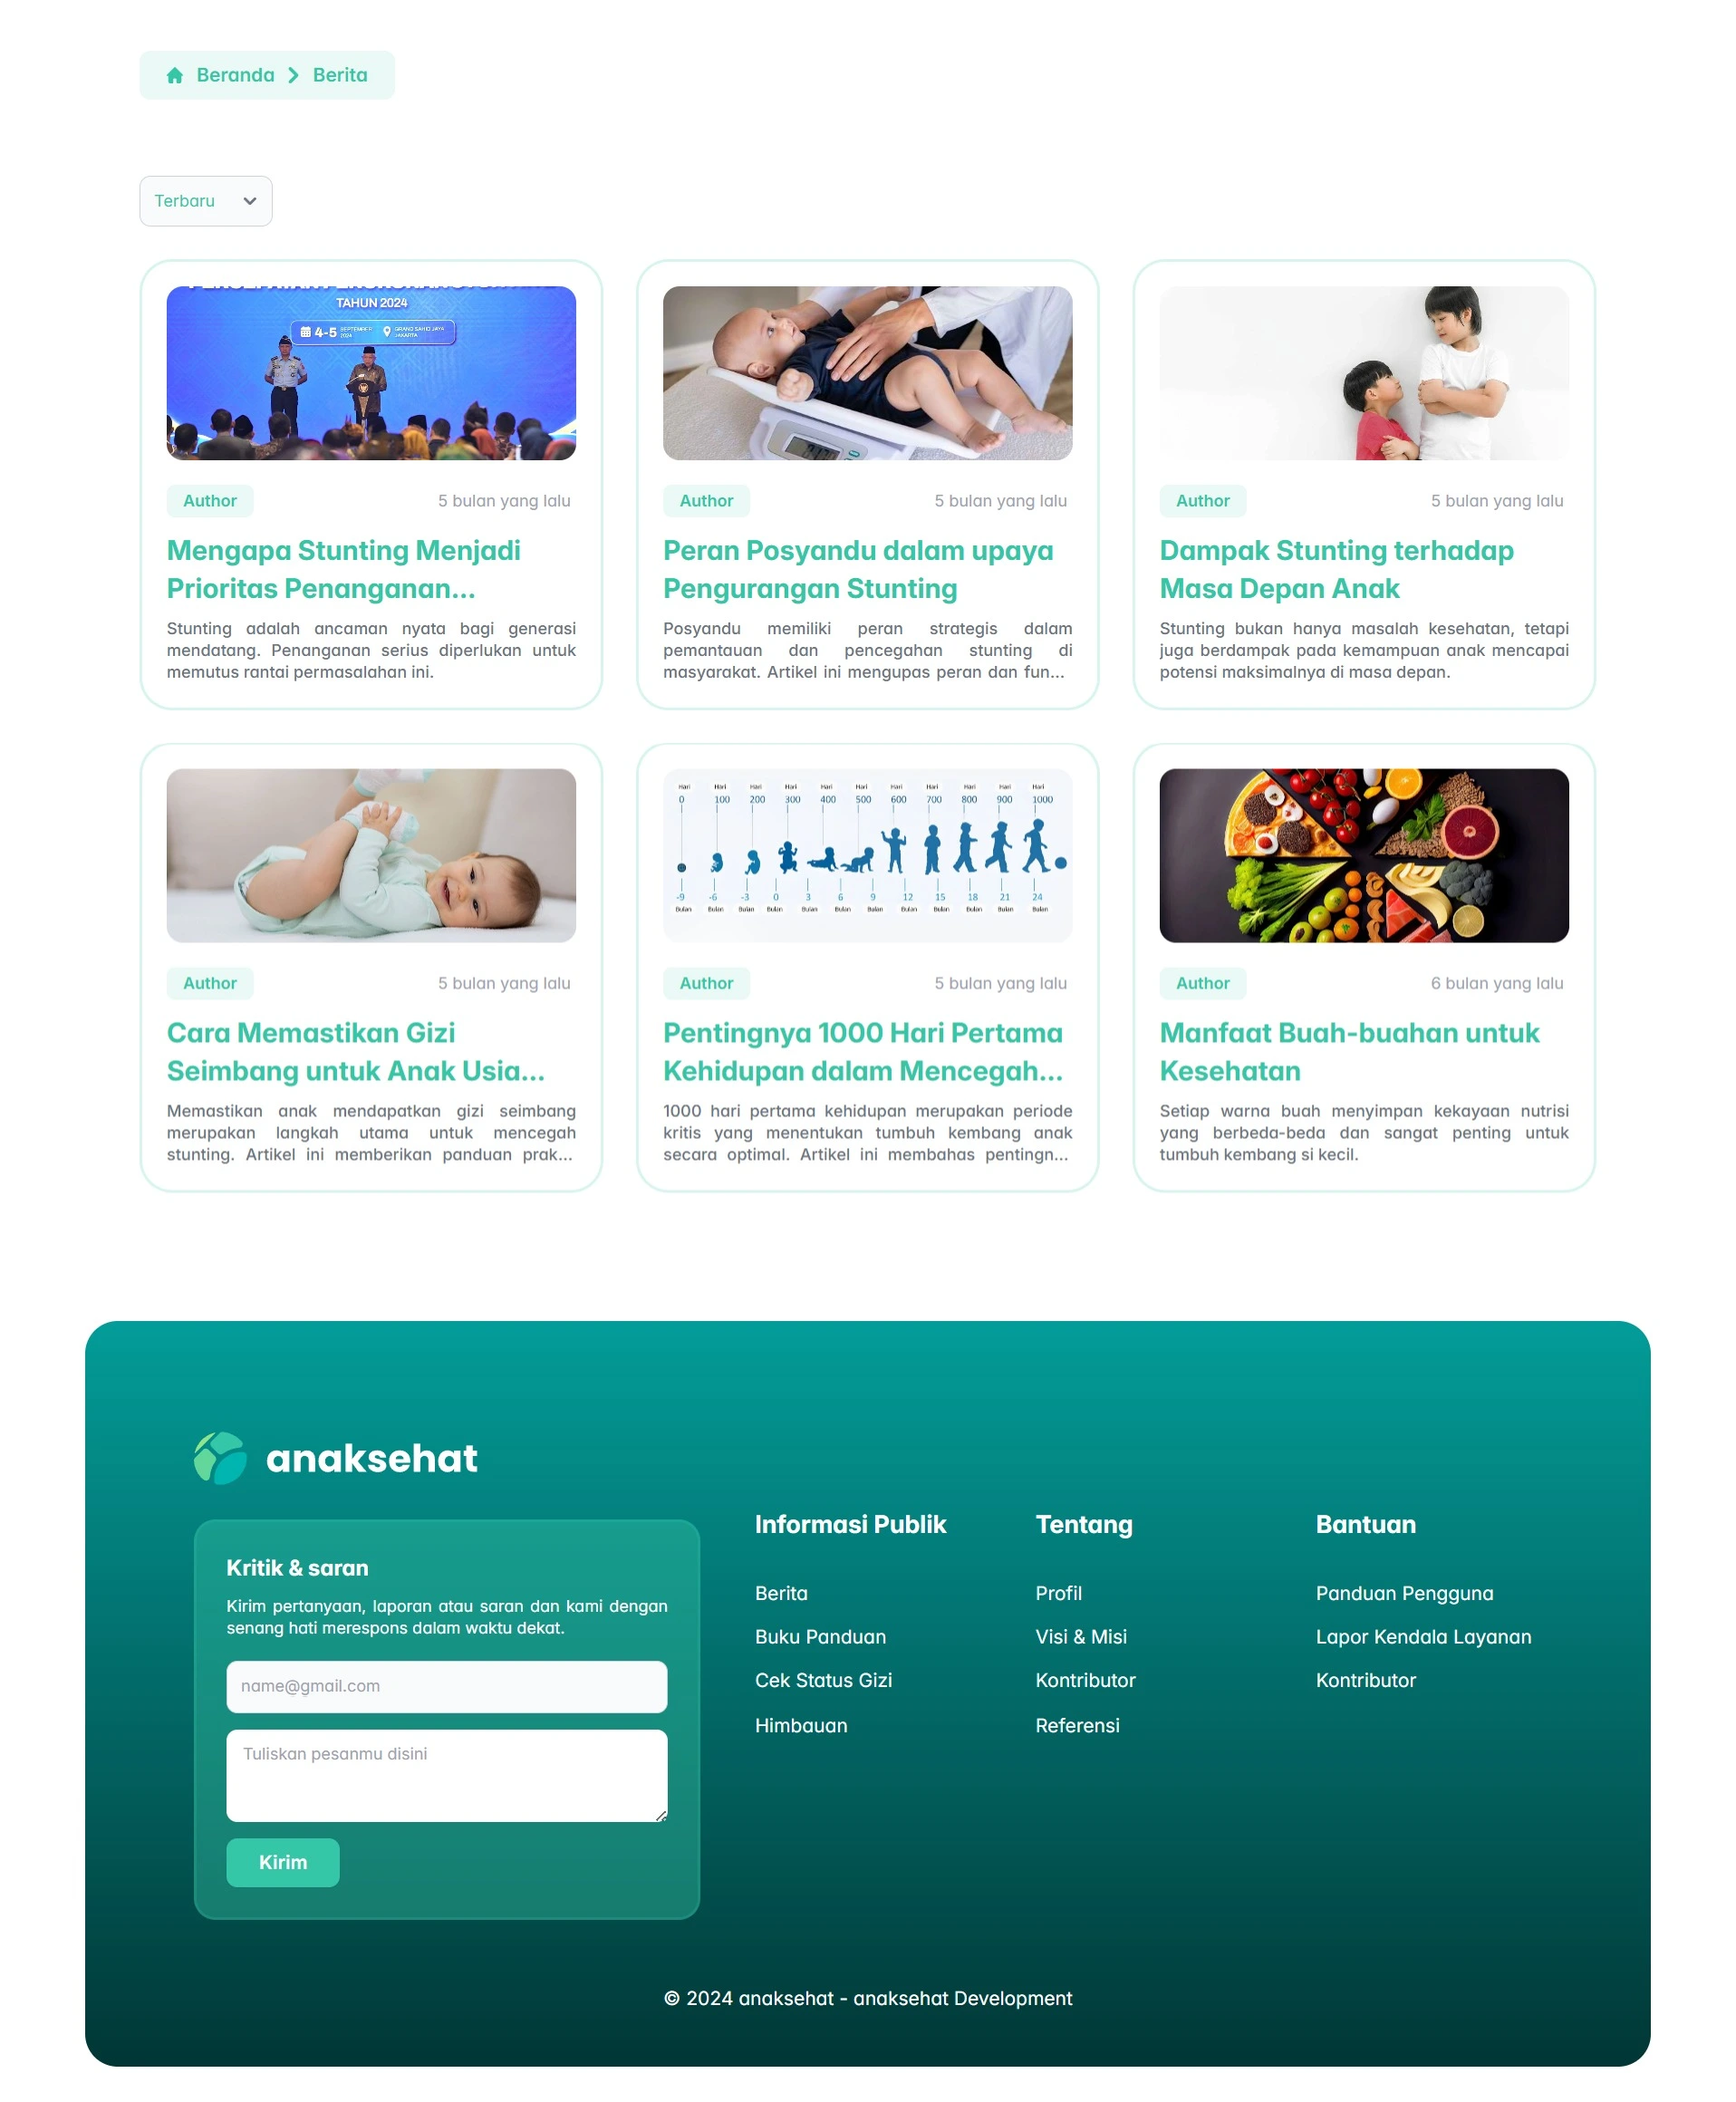 Beranda > Berita
Terbaru
TAHUN 2024
4-5 SEPTEMBER 2024 GRAND SAHID JAYA JAKARTA
Author 5 bulan yang lalu
Mengapa Stunting Menjadi
Prioritas Penanganan...
Stunting adalah ancaman nyata bagi generasi
mendatang. Penanganan serius diperlukan untuk
memutus rantai permasalahan ini.
Author 5 bulan yang lalu
Peran Posyandu dalam upaya
Pengurangan Stunting
Posyandu memiliki peran strategis dalam
pemantauan dan pencegahan stunting di
masyarakat. Artikel ini mengupas peran dan fun...
Author 5 bulan yang lalu
Dampak Stunting terhadap
Masa Depan Anak
Stunting bukan hanya masalah kesehatan, tetapi
juga berdampak pada kemampuan anak mencapai
potensi maksimalnya di masa depan.
Author 5 bulan yang lalu
Cara Memastikan Gizi
Seimbang untuk Anak Usia...
Memastikan anak mendapatkan gizi seimbang
merupakan langkah utama untuk mencegah
stunting. Artikel ini memberikan panduan prak...
Hari Hari Hari Hari Hari Hari Hari Hari Hari Hari Hari
0 100 200 300 400 500 600 700 800 900 1000
-9 -6 -3 0 3 6 9 12 15 18 21 24
Bulan Bulan Bulan Bulan Bulan Bulan Bulan Bulan Bulan Bulan Bulan Bulan
Author 5 bulan yang lalu
Pentingnya 1000 Hari Pertama
Kehidupan dalam Mencegah...
1000 hari pertama kehidupan merupakan periode
kritis yang menentukan tumbuh kembang anak
secara optimal. Artikel ini membahas pentingn...
Author 6 bulan yang lalu
Manfaat Buah-buahan untuk
Kesehatan
Setiap warna buah menyimpan kekayaan nutrisi
yang berbeda-beda dan sangat penting untuk
tumbuh kembang si kecil.
anaksehat
Kritik & saran
Kirim pertanyaan, laporan atau saran dan kami dengan
senang hati merespons dalam waktu dekat.
name@gmail.com
Tuliskan pesanmu disini
Kirim
Informasi Publik
Berita
Buku Panduan
Cek Status Gizi
Himbauan
Tentang
Profil
Visi & Misi
Kontributor
Referensi
Bantuan
Panduan Pengguna
Lapor Kendala Layanan
Kontributor
© 2024 anaksehat - anaksehat Development